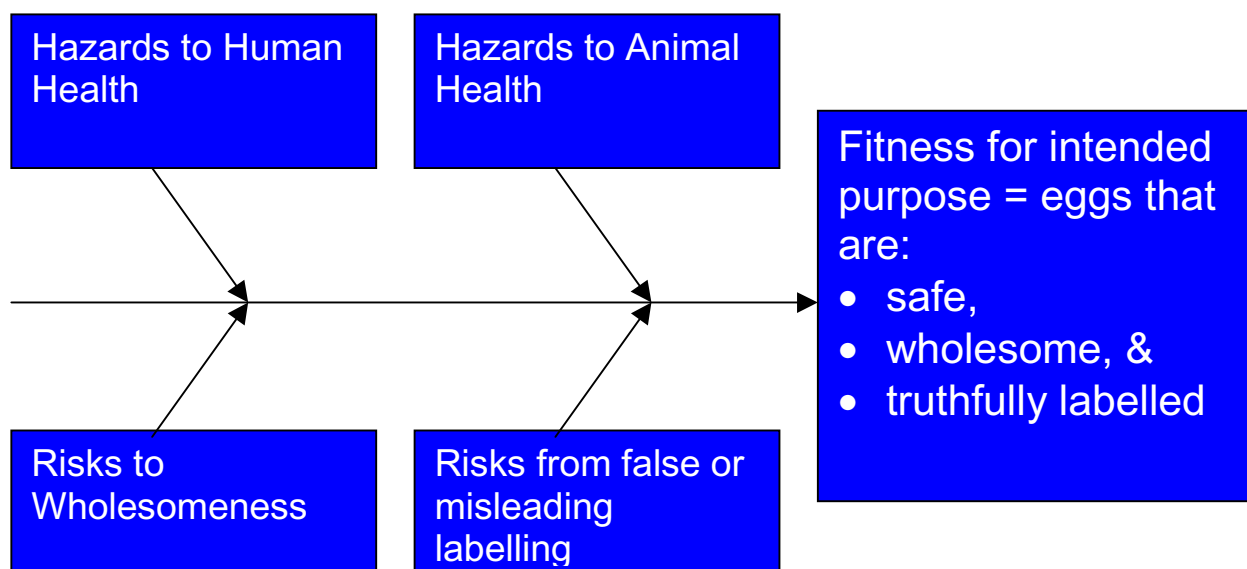 Hazards to Human
Health
Hazards to Animal
Health
Fitness for intended
purpose = eggs that
are:
• safe,
• wholesome, &
• truthfully labelled
Risks to
Wholesomeness
Risks from false or
misleading
labelling